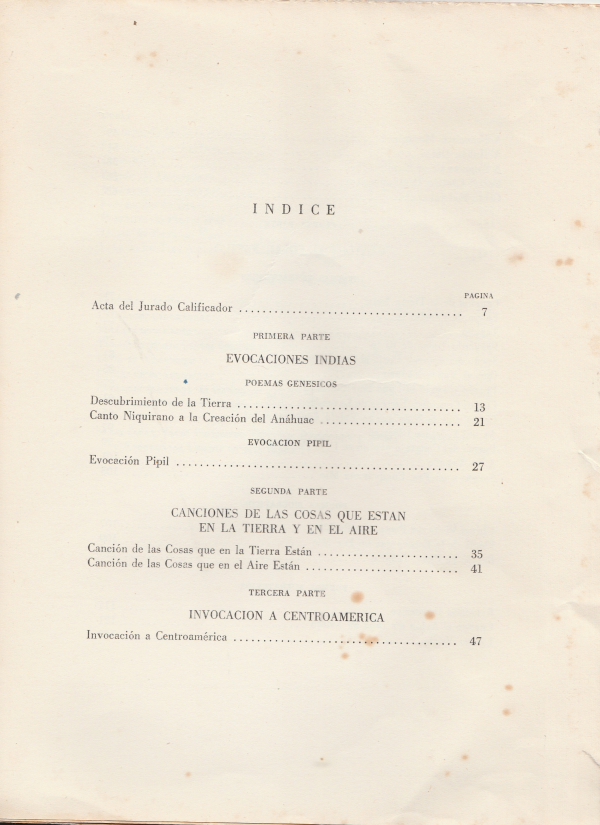 INDICE
PAGINA
Acta del Jurado Calificador ...................................... 7
PRIMERA PARTE
EVOCACIONES INDIAS
POEMAS GENESICOS
Descubrimiento de la Tierra ...................................... 13
Canto Niquirano a la Creación del Anáhuac ........................ 21
EVOCACION PIPIL
Evocación Pipil ................................................ 27
SEGUNDA PARTE
CANCIONES DE LAS COSAS QUE ESTAN
EN LA TIERRA Y EN EL AIRE
Canción de las Cosas que en la Tierra Están ........................ 35
Canción de las Cosas que en el Aire Están .......................... 41
TERCERA PARTE
INVOCACION A CENTROAMERICA
Invocación a Centroamérica ...................................... 47